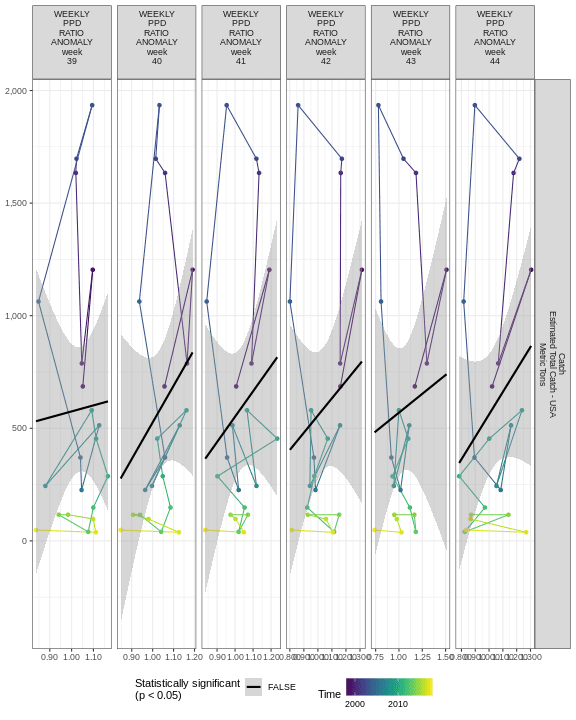 WEEKLY
PPD
RATIO
ANOMALY
week
39
WEEKLY
PPD
RATIO
ANOMALY
week
40
WEEKLY
PPD
RATIO
ANOMALY
week
41
WEEKLY
PPD
RATIO
ANOMALY
week
42
WEEKLY
PPD
RATIO
ANOMALY
week
43
WEEKLY
PPD
RATIO
ANOMALY
week
44
2,000
1,500
1,000
500
0
Catch
Estimated Total Catch - USA
Metric Tons
0.90 1.00 1.10
0.90 1.00 1.10 1.20
0.90 1.00 1.10 1.200
0.75 1.00 1.25 1.50
Statistically significant
(p < 0.05)
FALSE
Time
2000 2010